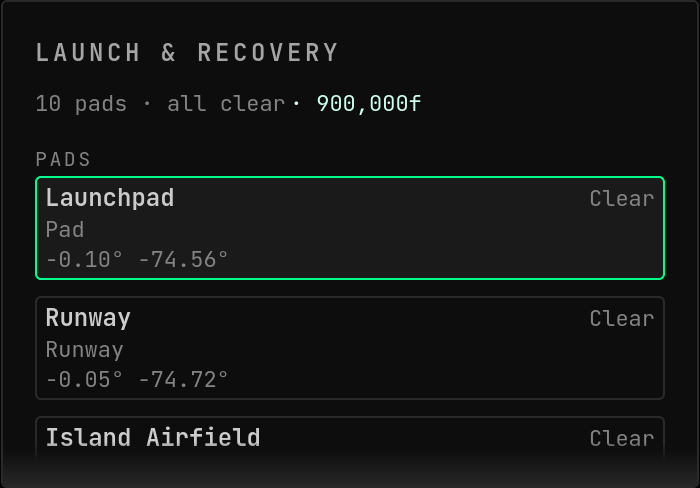 LAUNCH & RECOVERY
10 pads · all clear · 900,000f
PADS
Launchpad Clear
Pad
-0.10° -74.56°
Runway Clear
Runway
-0.05° -74.72°
Island Airfield Clear